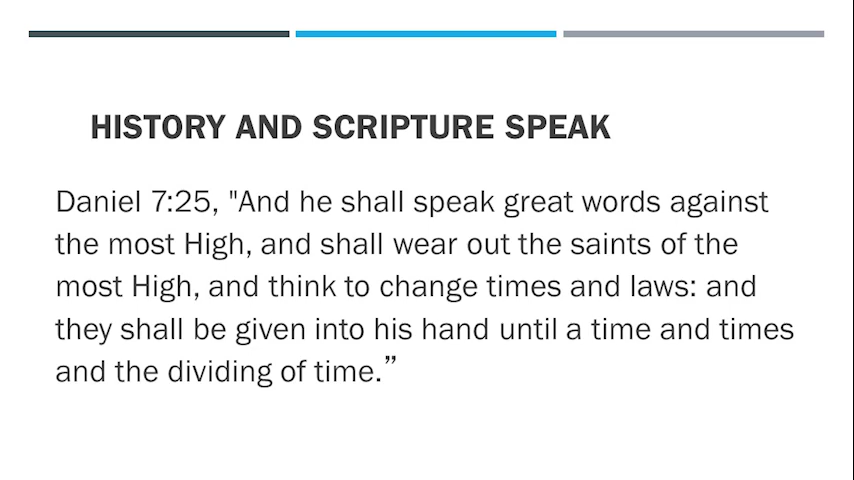 HISTORY AND SCRIPTURE SPEAK
Daniel 7:25, "And he shall speak great words against
the most High, and shall wear out the saints of the
most High, and think to change times and laws: and
they shall be given into his hand until a time and times
and the dividing of time.”